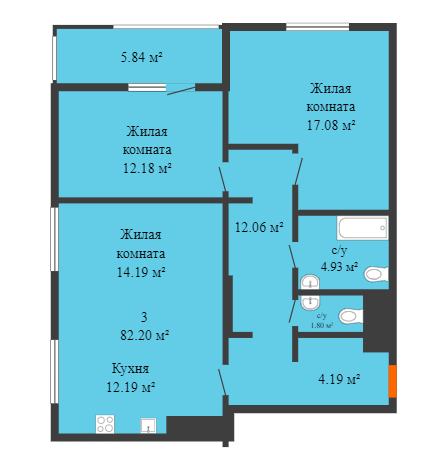 5.84 м²
Жилая
комната
17.08 м²
Жилая
комната
12.18 м²
12.06 м²
Жилая
комната
14.19 м²
с/у
4.93 м²
3
82.20 м²
с/у
1.80 м²
Кухня
12.19 м²
4.19 м²